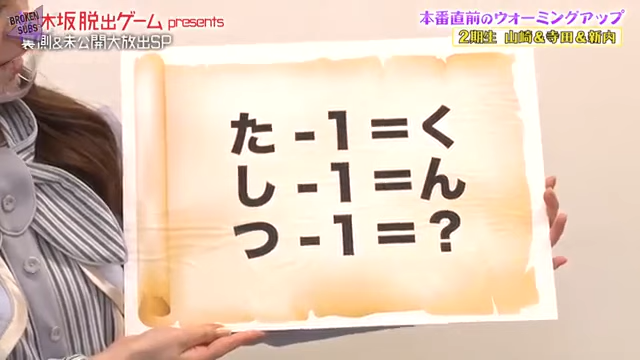 BROKEN SUBS
木坂脱出ゲーム presents
裏側&未公開大放出SP
本番直前のウォーミングアップ
2期生 山崎&寺田&新内
た-1=く
し-1=ん
つ-1=?